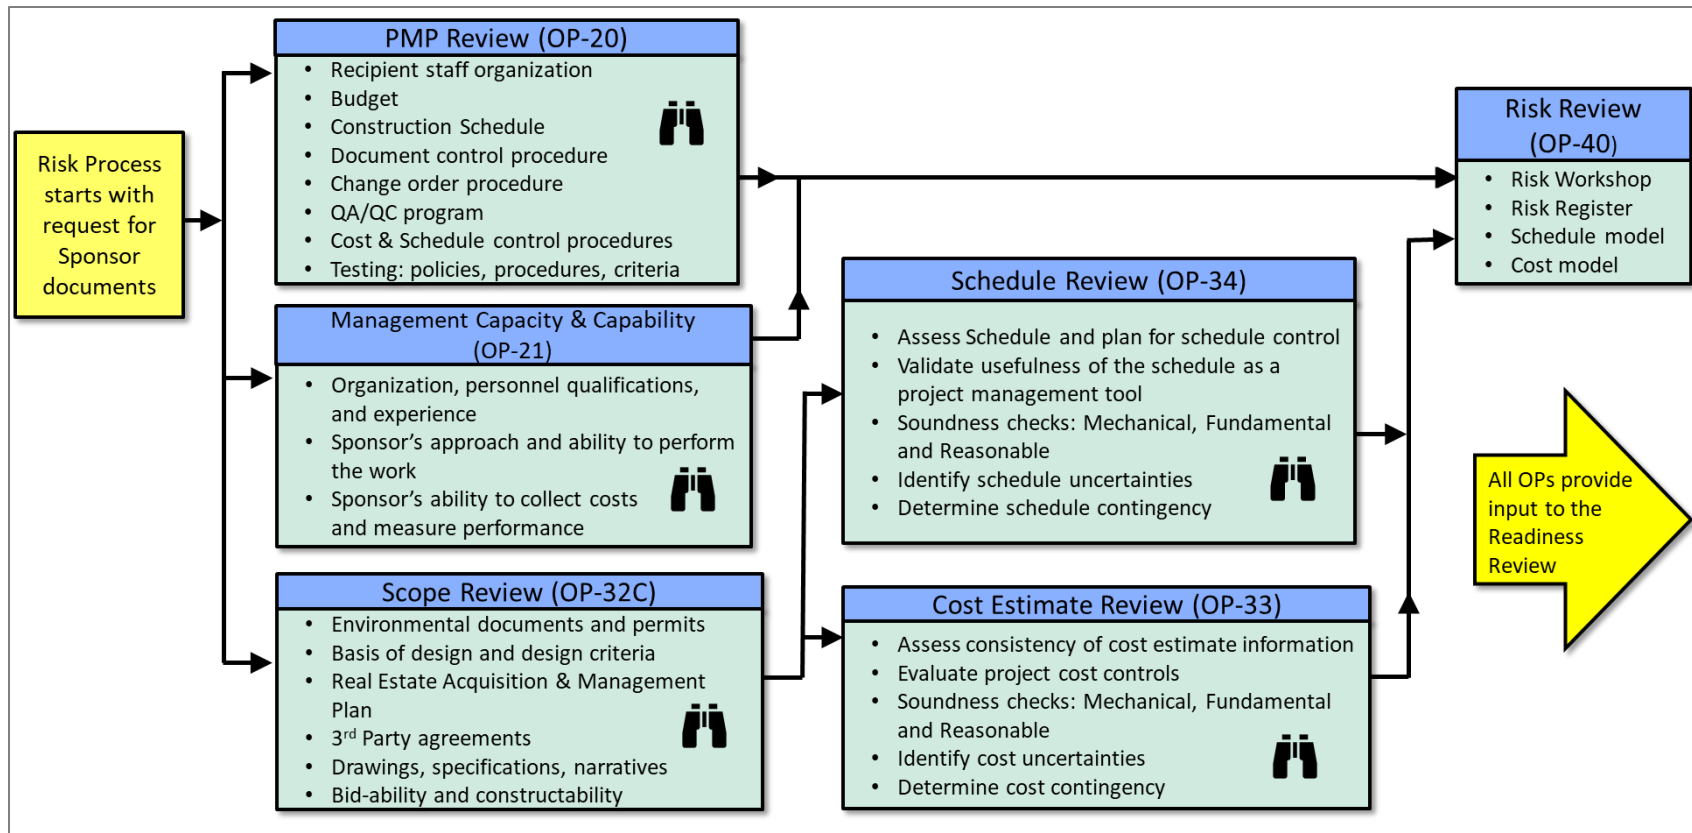 Risk Process
starts with
request for
Sponsor
documents
PMP Review (OP-20)
• Recipient staff organization
• Budget
• Construction Schedule
• Document control procedure
• Change order procedure
• QA/QC program
• Cost & Schedule control procedures
• Testing: policies, procedures, criteria
Management Capacity & Capability
(OP-21)
• Organization, personnel qualifications,
and experience
• Sponsor’s approach and ability to perform
the work
• Sponsor’s ability to collect costs
and measure performance
Scope Review (OP-32C)
• Environmental documents and permits
• Basis of design and design criteria
• Real Estate Acquisition & Management
Plan
• 3rd Party agreements
• Drawings, specifications, narratives
• Bid-ability and constructability
Schedule Review (OP-34)
• Assess Schedule and plan for schedule control
• Validate usefulness of the schedule as a
project management tool
• Soundness checks: Mechanical, Fundamental
and Reasonable
• Identify schedule uncertainties
• Determine schedule contingency
Cost Estimate Review (OP-33)
• Assess consistency of cost estimate information
• Evaluate project cost controls
• Soundness checks: Mechanical, Fundamental
and Reasonable
• Identify cost uncertainties
• Determine cost contingency
Risk Review
(OP-40)
• Risk Workshop
• Risk Register
• Schedule model
• Cost model
All OPs provide
input to the
Readiness
Review